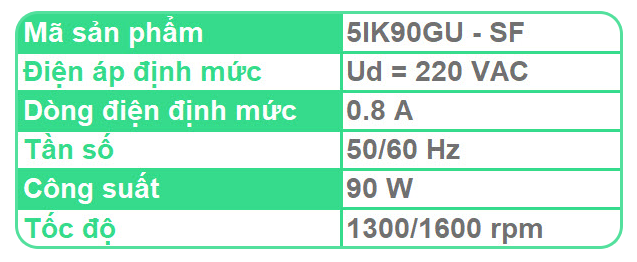 Mã sản phẩm 5IK90GU - SF
Điện áp định mức Ud = 220 VAC
Dòng điện định mức 0.8 A
Tần số 50/60 Hz
Công suất 90 W
Tốc độ 1300/1600 rpm